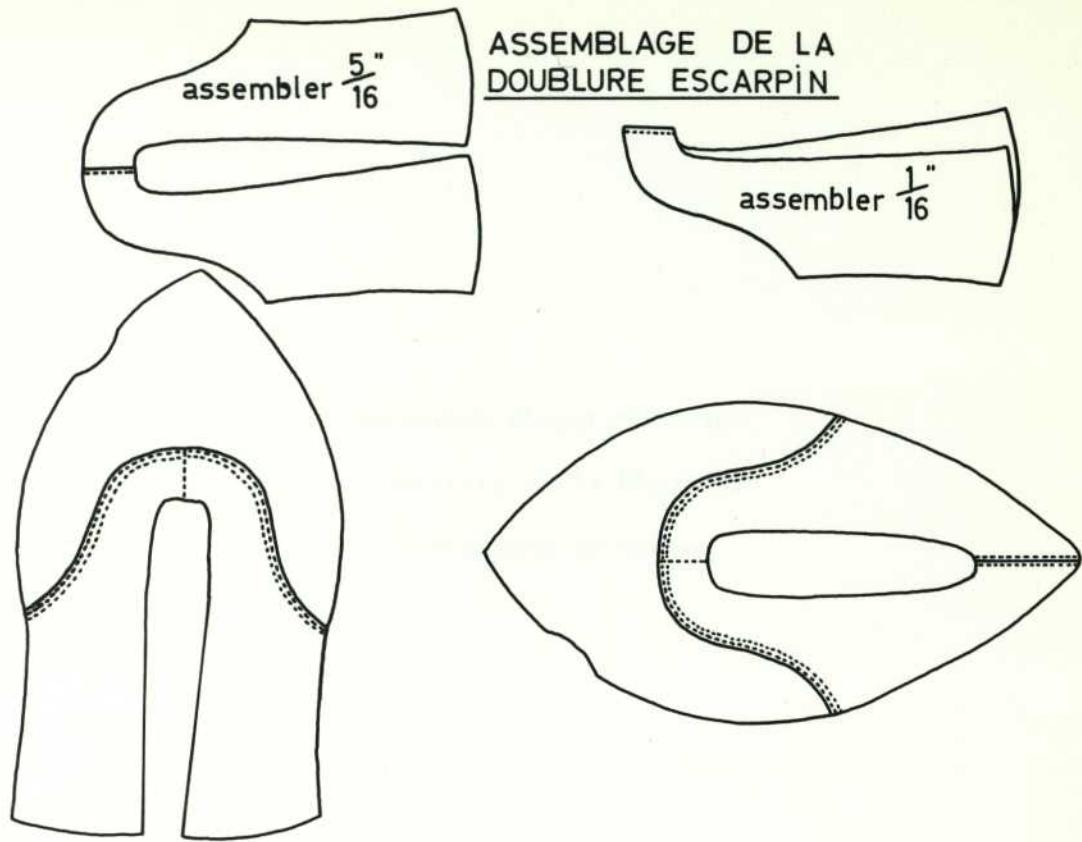 ASSEMBLAGE DE LA
DOUBLURE ESCARPIN
assembler 5/16"
assembler 1/16"